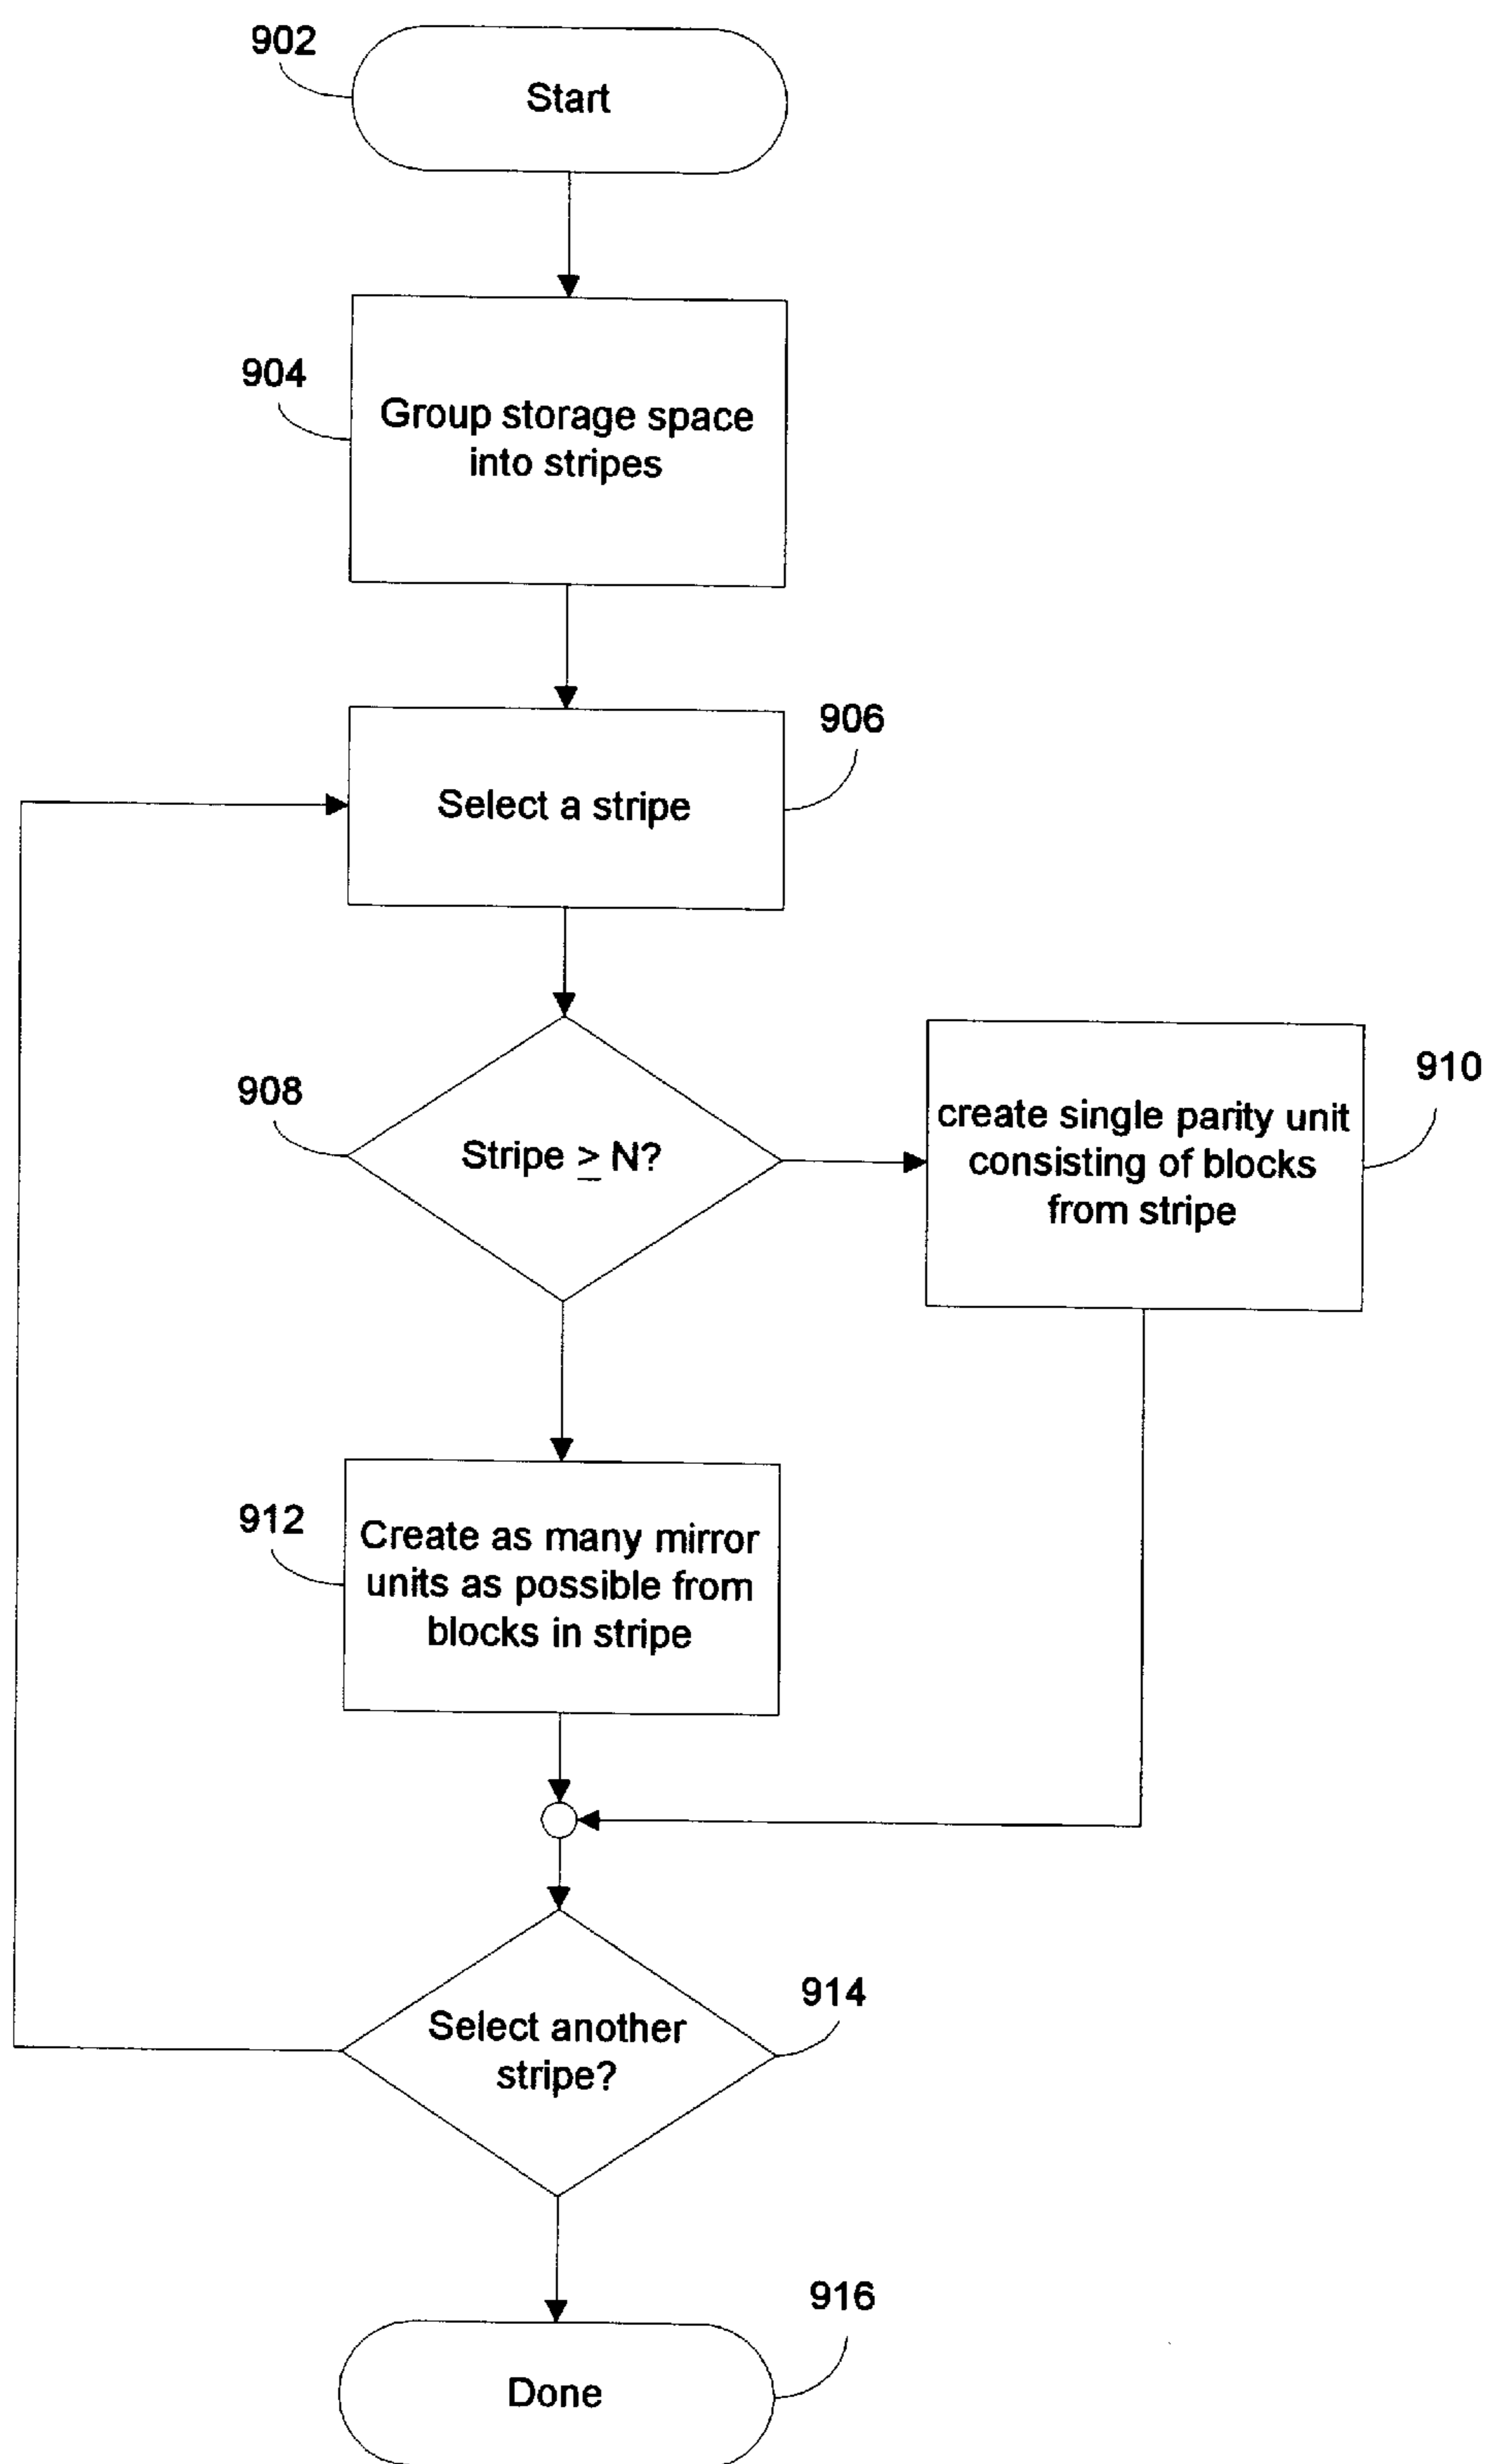 902
Start
904
Group storage space
into stripes
906
Select a stripe
908
Stripe ≥ N?
910
create single parity unit
consisting of blocks
from stripe
912
Create as many mirror
units as possible from
blocks in stripe
914
Select another
stripe?
916
Done